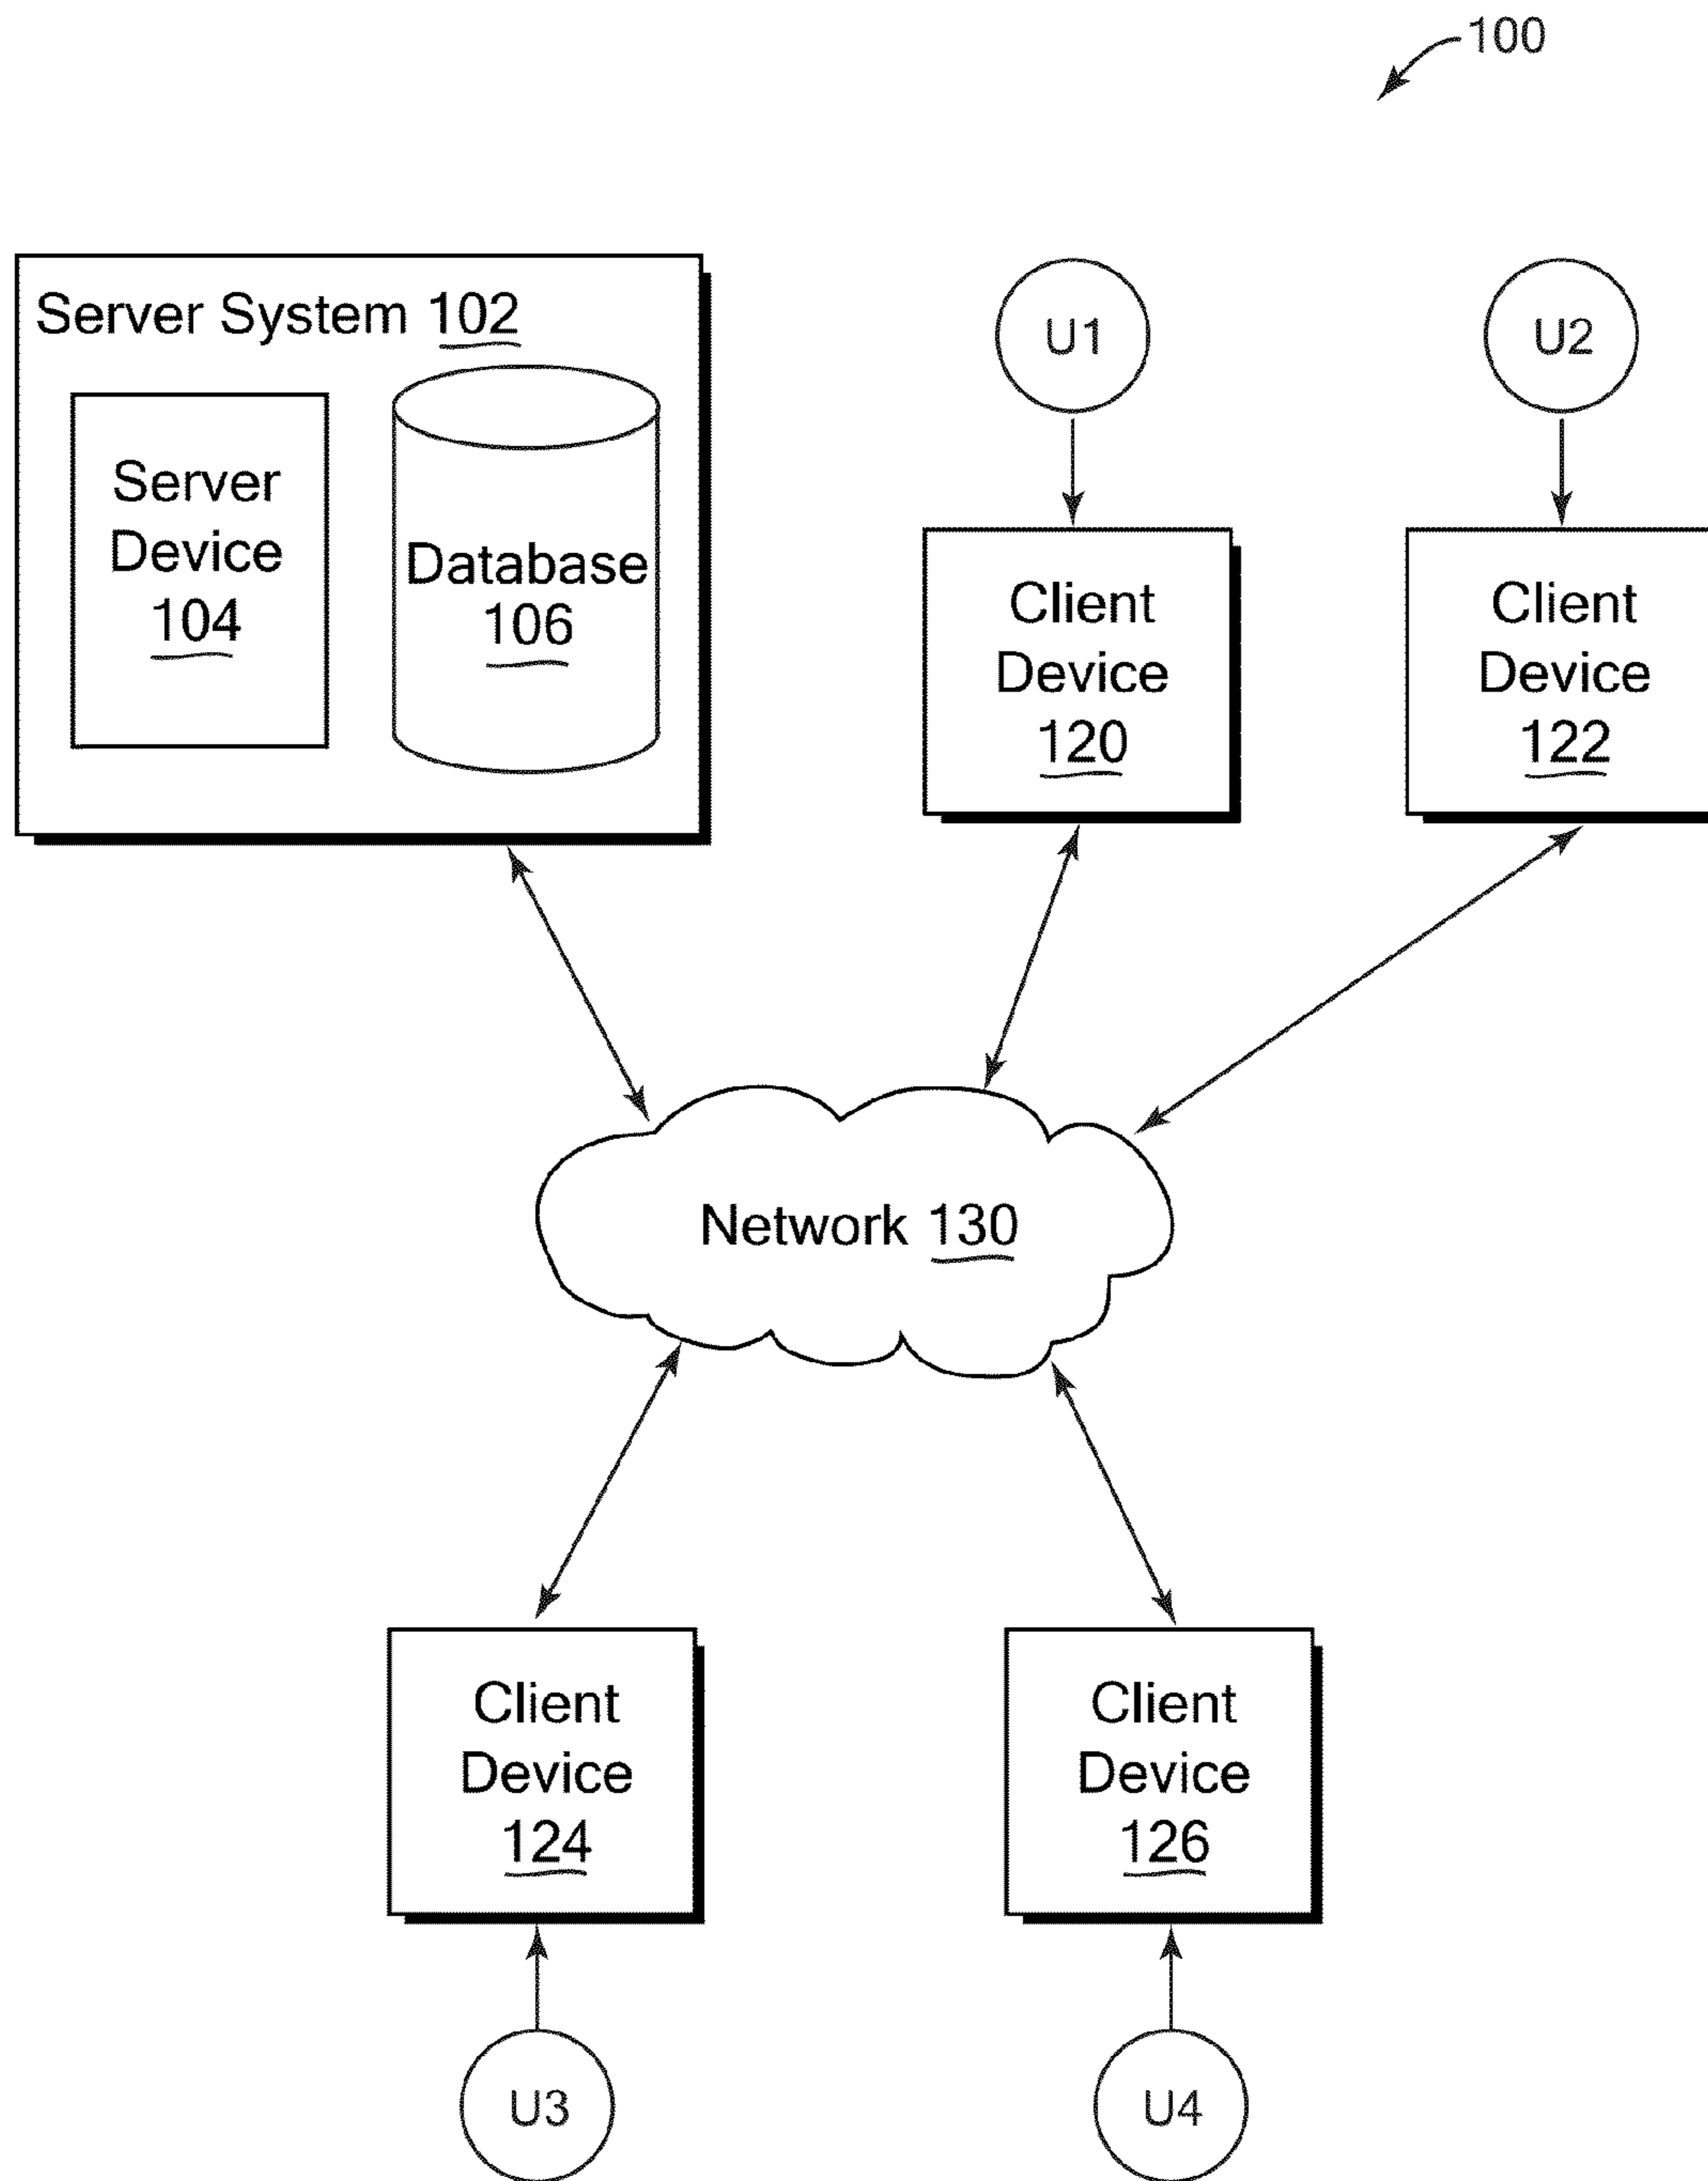 100
Server System 102
Server
Device
104
Database
106
U1
U2
Client
Device
120
Client
Device
122
Network 130
Client
Device
124
Client
Device
126
U3
U4